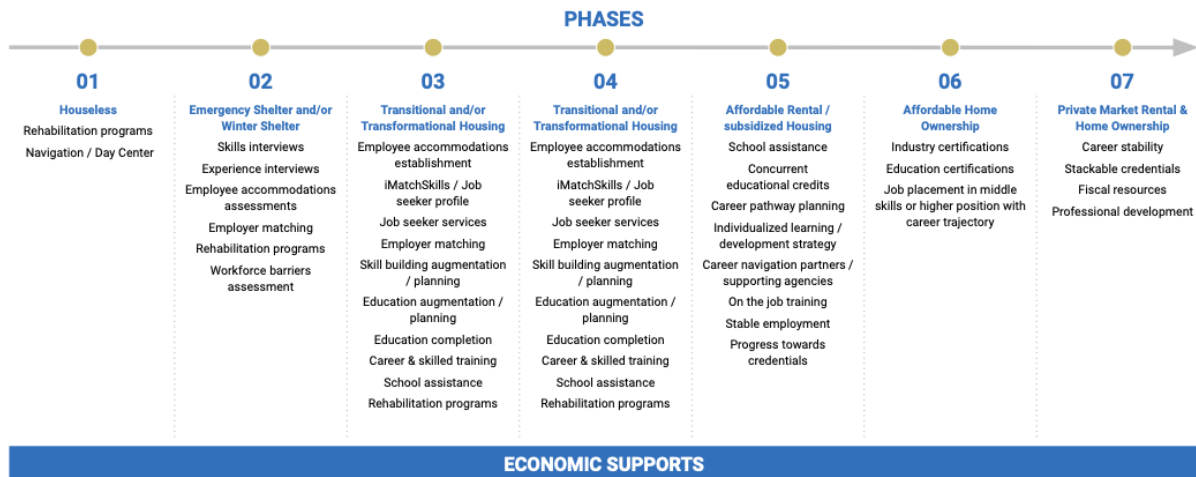 PHASES
01
Houseless
Rehabilitation programs
Navigation / Day Center
02
Emergency Shelter and/or
Winter Shelter
Skills interviews
Experience interviews
Employee accommodations
assessments
Employer matching
Rehabilitation programs
Workforce barriers
assessment
03
Transitional and/or
Transformational Housing
Employee accommodations
establishment
iMatchSkills / Job
seeker profile
Job seeker services
Employer matching
Skill building augmentation
/ planning
Education augmentation /
planning
Education completion
Career & skilled training
School assistance
Rehabilitation programs
04
Transitional and/or
Transformational Housing
Employee accommodations
establishment
iMatchSkills / Job
seeker profile
Job seeker services
Employer matching
Skill building augmentation
/ planning
Education augmentation /
planning
Education completion
Career & skilled training
School assistance
Rehabilitation programs
05
Affordable Rental /
subsidized Housing
School assistance
Concurrent
educational credits
Career pathway planning
Individualized learning /
development strategy
Career navigation partners /
supporting agencies
On the job training
Stable employment
Progress towards
credentials
06
Affordable Home
Ownership
Industry certifications
Education certifications
Job placement in middle
skills or higher position with
career trajectory
07
Private Market Rental &
Home Ownership
Career stability
Stackable credentials
Fiscal resources
Professional development
ECONOMIC SUPPORTS